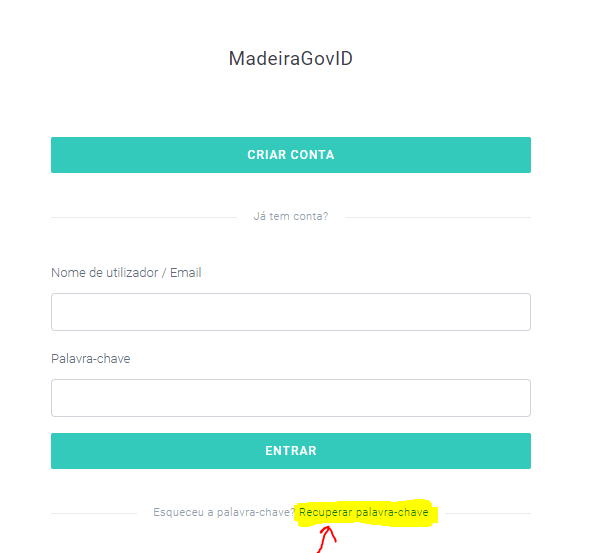 MadeiraGovID
CRIAR CONTA
Já tem conta?
Nome de utilizador / Email
Palavra-chave
ENTRAR
Esqueceu a palavra-chave? Recuperar palavra-chave